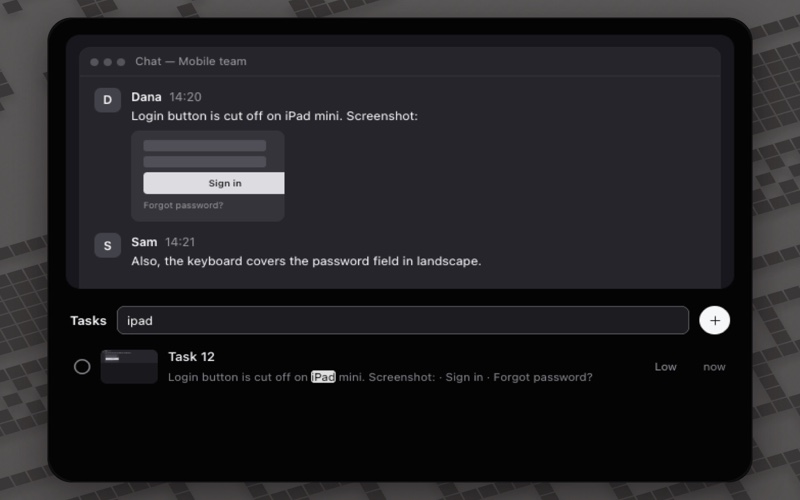 Chat — Mobile team
D
Dana 14:20
Login button is cut off on iPad mini. Screenshot:
Sign in
Forgot password?
S
Sam 14:21
Also, the keyboard covers the password field in landscape.
Tasks
ipad
+
Task 12
Login button is cut off on iPad mini. Screenshot: · Sign in · Forgot password?
Low
now